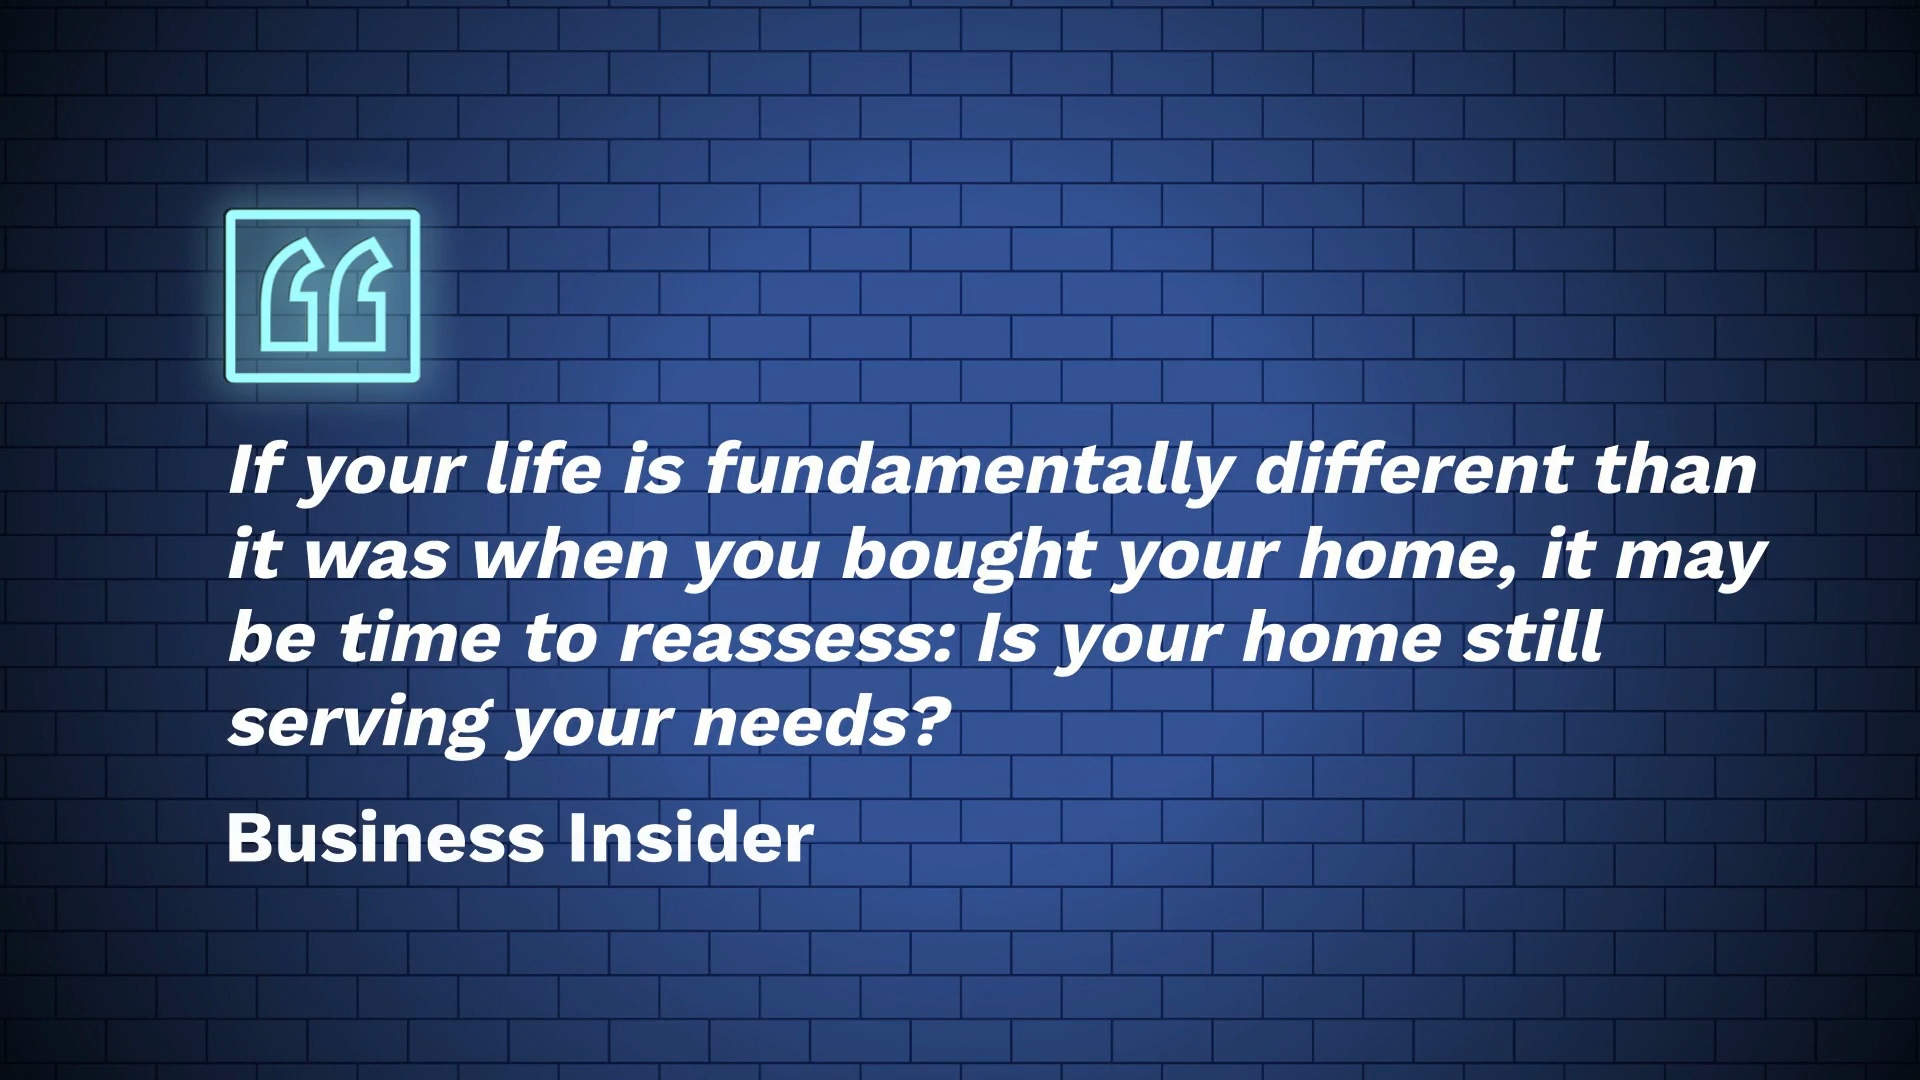 If your life is fundamentally different than
it was when you bought your home, it may
be time to reassess: Is your home still
serving your needs?
Business Insider